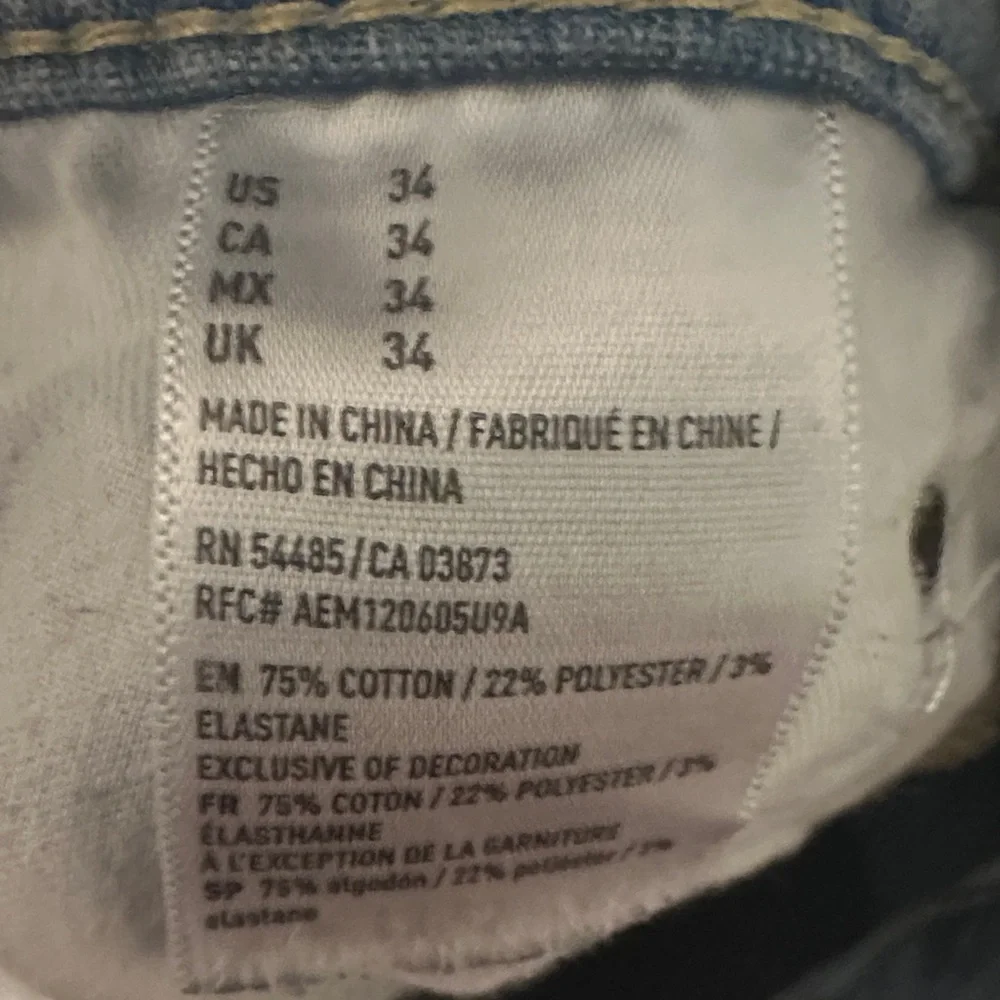 US 34
CA 34
MX 34
UK 34
MADE IN CHINA / FABRIQUÉ EN CHINE /
HECHO EN CHINA
RN 54485 / CA 03873
RFC# AEM120605U9A
EN 75% COTTON / 22% POLYESTER / 3%
ELASTANE
EXCLUSIVE OF DECORATION
FR 75% COTON / 22% POLYESTER / 3%
ÉLASTHANNE
À L'EXCEPTION DE LA GARNITURE
SP 75% algodón / 22% poliéster / 3%
elastano